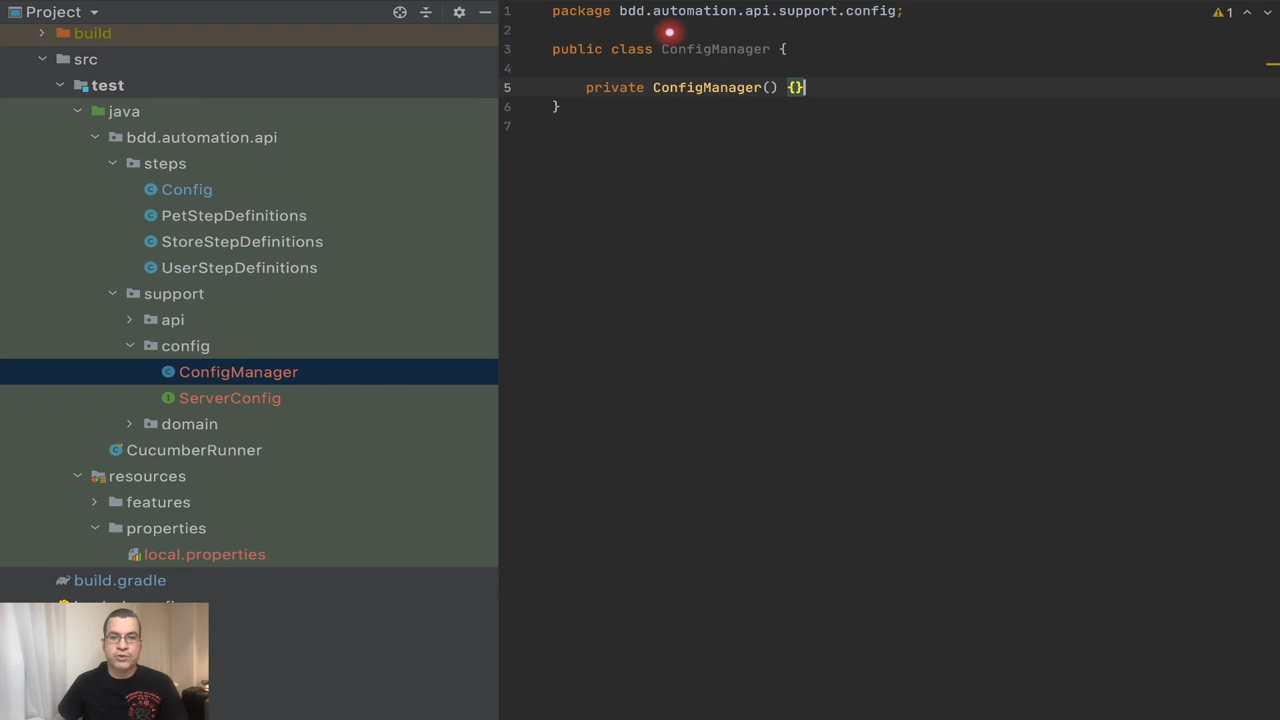 Project
build
src
test
java
bdd.automation.api
steps
Config
PetStepDefinitions
StoreStepDefinitions
UserStepDefinitions
support
api
config
ConfigManager
ServerConfig
domain
CucumberRunner
resources
features
properties
local.properties
build.gradle
1 package bdd.automation.api.support.config;
2
3 public class ConfigManager {
4
5 private ConfigManager() {}
6 }
7
1